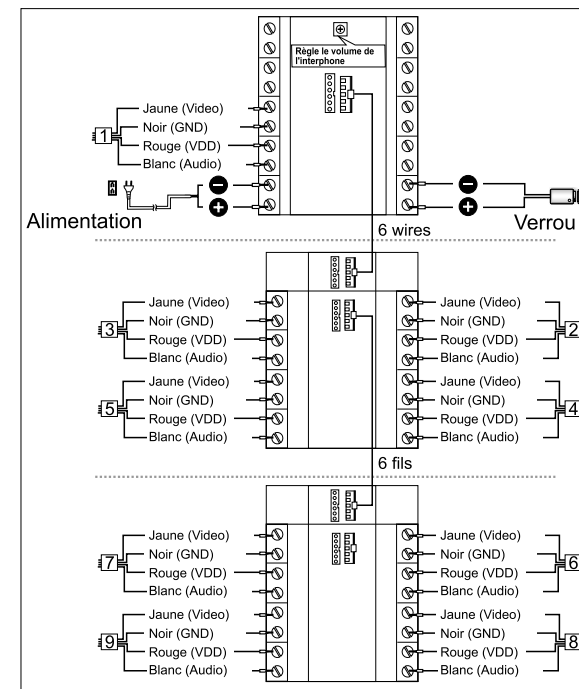 Règle le volume de
l'interphone
Jaune (Video)
1
Noir (GND)
Rouge (VDD)
Blanc (Audio)
Alimentation
Verrou
6 wires
Jaune (Video)
Noir (GND)
3
Rouge (VDD)
Blanc (Audio)
Jaune (Video)
Noir (GND)
2
Rouge (VDD)
Blanc (Audio)
Jaune (Video)
Noir (GND)
5
Rouge (VDD)
Blanc (Audio)
Jaune (Video)
Noir (GND)
4
Rouge (VDD)
Blanc (Audio)
6 fils
Jaune (Video)
Noir (GND)
7
Rouge (VDD)
Blanc (Audio)
Jaune (Video)
Noir (GND)
6
Rouge (VDD)
Blanc (Audio)
Jaune (Video)
Noir (GND)
9
Rouge (VDD)
Blanc (Audio)
Jaune (Video)
Noir (GND)
8
Rouge (VDD)
Blanc (Audio)